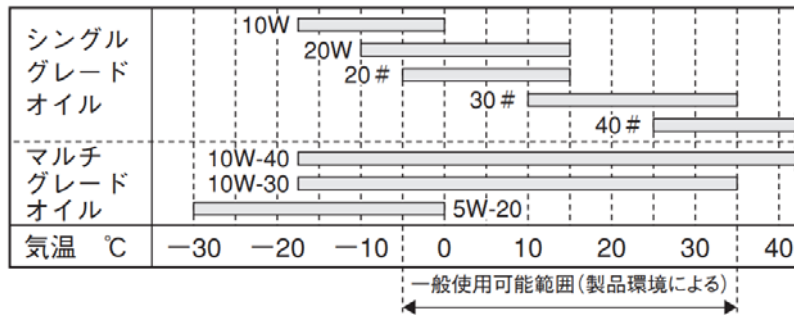 シングル
グレード
オイル
10W
20W
20#
30#
40#
マルチ
グレード
オイル
10W-40
10W-30
5W-20
気温 ℃ -30 -20 -10 0 10 20 30 40
一般使用可能範囲(製品環境による)